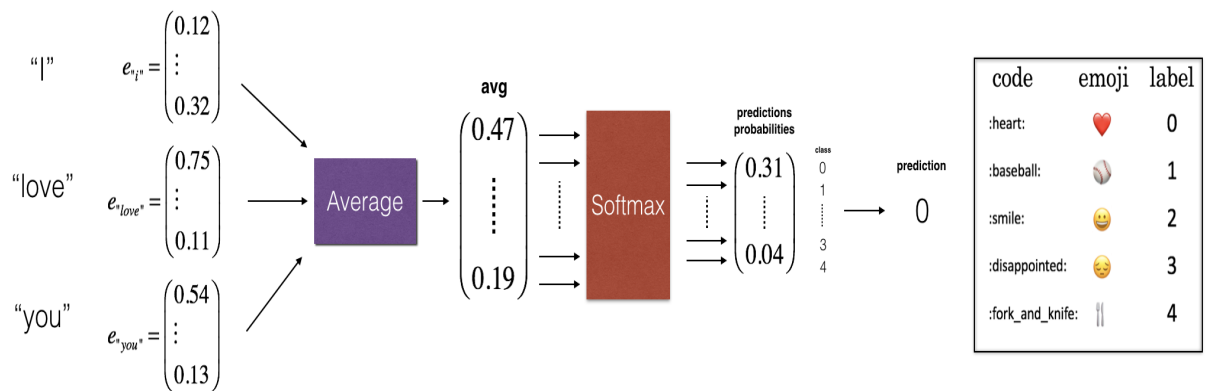 “I”
e"i" = (0.12 ⋮ 0.32)
“love”
e"love" = (0.75 ⋮ 0.11)
“you”
e"you" = (0.54 ⋮ 0.13)
Average
avg
(0.47 ⋮ 0.19)
Softmax
predictions
probabilities
(0.31 ⋮ 0.04)
class
0
1
3
4
prediction
0
code emoji label
:heart: ❤️ 0
:baseball: ⚾ 1
:smile: 😀 2
:disappointed: 😔 3
:fork_and_knife: 🍴 4